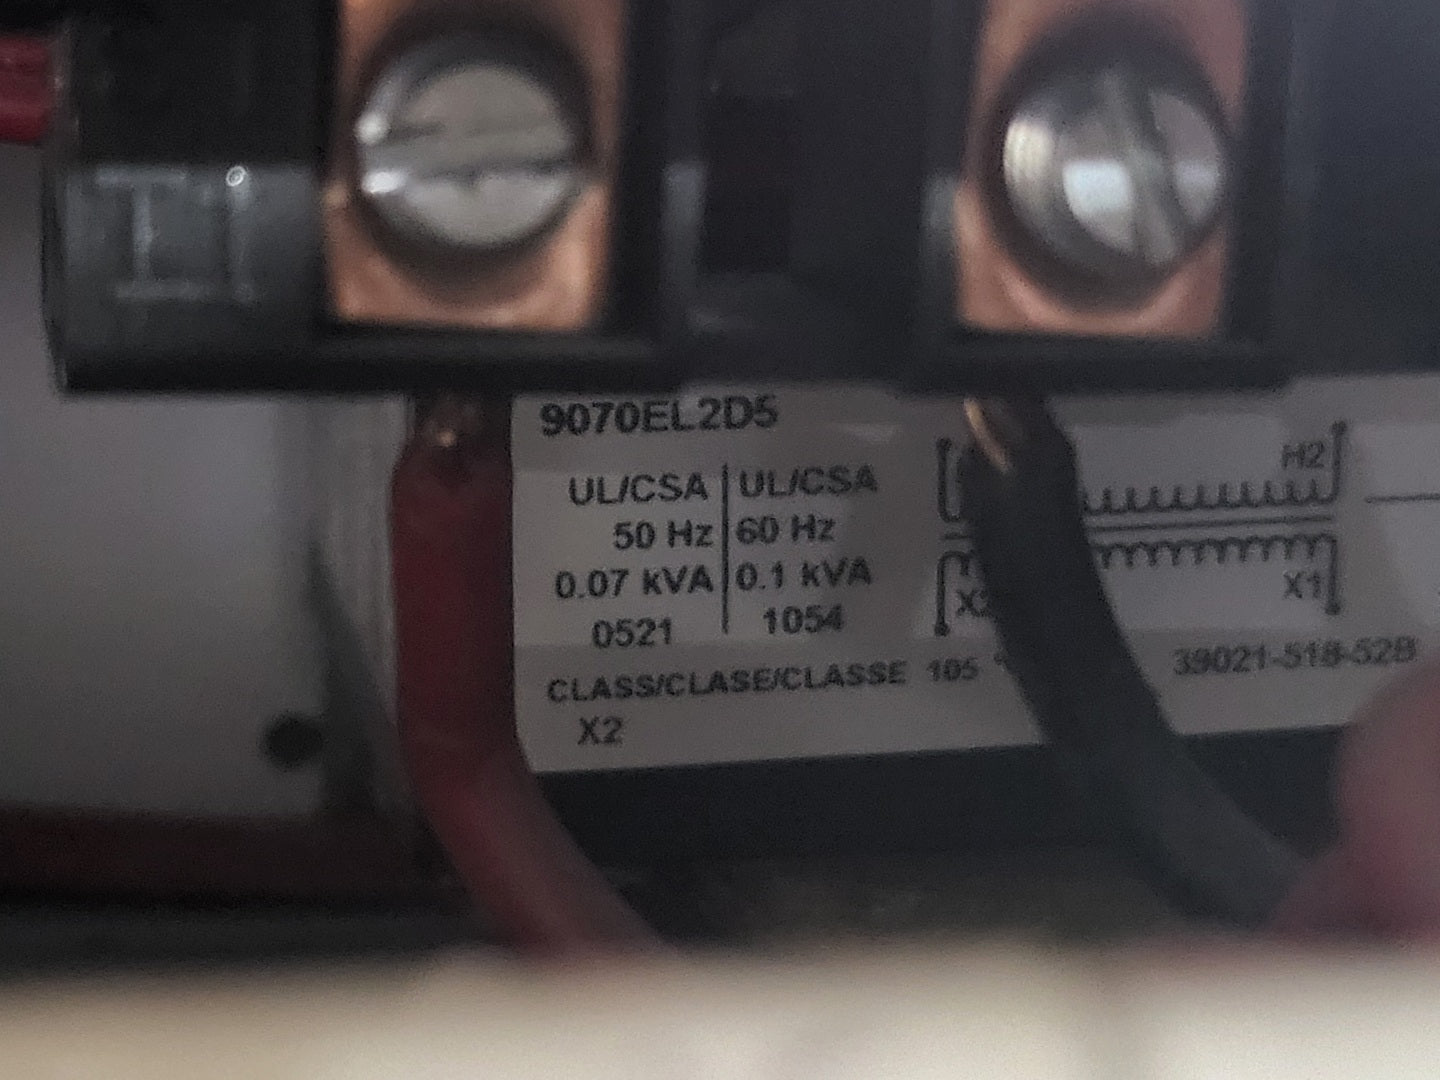 T1
9070EL2D5
UL/CSA UL/CSA
50 Hz 60 Hz
0.07 kVA 0.1 kVA
0521 1054
H2
X1
CLASS/CLASE/CLASSE 105 °
39021-518-52B
X2